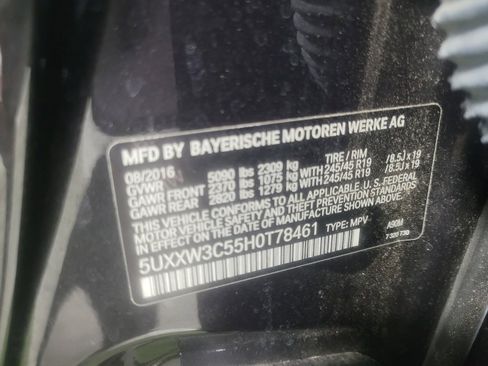 MFD BY BAYERISCHE MOTOREN WERKE AG
08/2016 TIRE / RIM
GVWR 5090 lbs 2309 kg
GAWR FRONT 2370 lbs 1075 kg WITH 245/45 R19 /8.5J x 19
GAWR REAR 2820 lbs 1279 kg WITH 245/45 R19 /8.5J x 19
THIS VEHICLE CONFORMS TO ALL APPLICABLE U.S. FEDERAL
MOTOR VEHICLE SAFETY AND THEFT PREVENTION STANDARDS
IN EFFECT ON THE DATE OF MANUFACTURE SHOWN ABOVE
5UXXW3C55H0T78461 TYPE: MPV